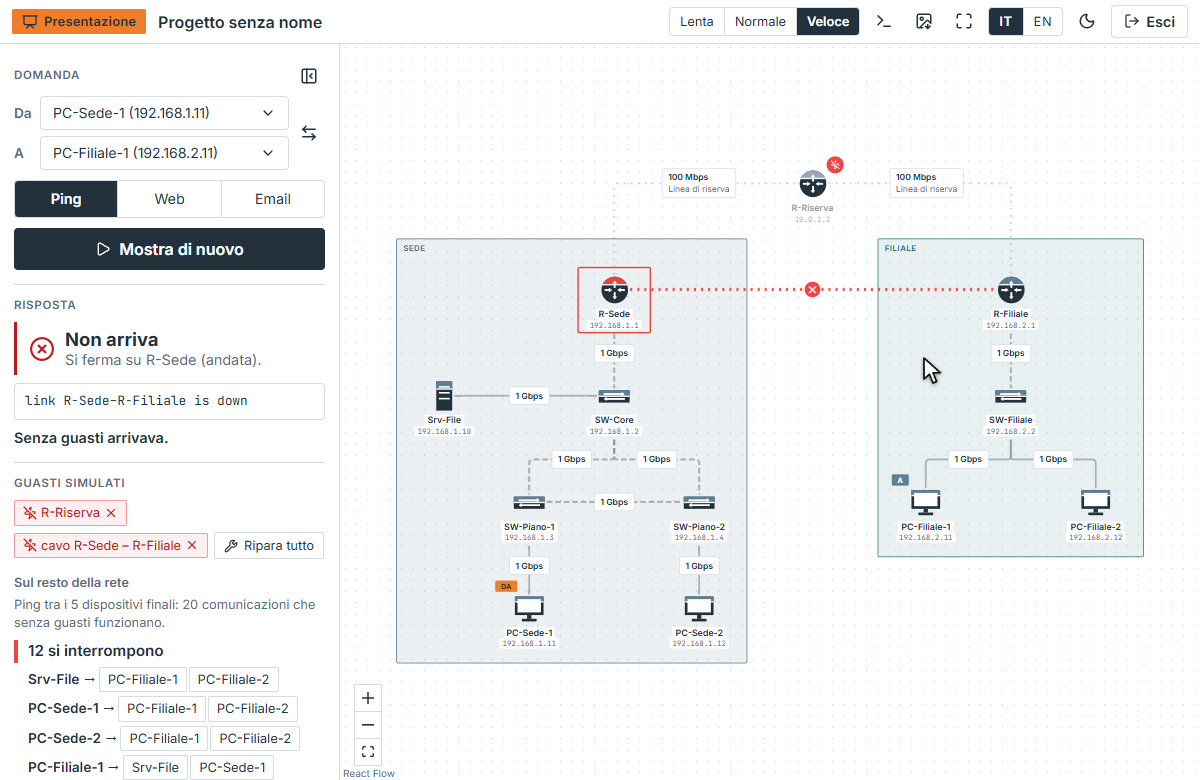 Presentazione
Progetto senza nome
Lenta
Normale
Veloce
IT
EN
Esci
DOMANDA
Da
PC-Sede-1 (192.168.1.11)
A
PC-Filiale-1 (192.168.2.11)
Ping
Web
Email
Mostra di nuovo
RISPOSTA
Non arriva
Si ferma su R-Sede (andata).
link R-Sede-R-Filiale is down
Senza guasti arrivava.
GUASTI SIMULATI
R-Riserva
cavo R-Sede – R-Filiale
Ripara tutto
Sul resto della rete
Ping tra i 5 dispositivi finali: 20 comunicazioni che
senza guasti funzionano.
12 si interrompono
Srv-File → PC-Filiale-1 PC-Filiale-2
PC-Sede-1 → PC-Filiale-1 PC-Filiale-2
PC-Sede-2 → PC-Filiale-1 PC-Filiale-2
PC-Filiale-1 → Srv-File PC-Sede-1
100 Mbps
Linea di riserva
R-Riserva
10.0.1.2
100 Mbps
Linea di riserva
SEDE
R-Sede
192.168.1.1
1 Gbps
Srv-File
192.168.1.10
1 Gbps
SW-Core
192.168.1.2
1 Gbps
1 Gbps
SW-Piano-1
192.168.1.3
1 Gbps
SW-Piano-2
192.168.1.4
1 Gbps
1 Gbps
DA
PC-Sede-1
192.168.1.11
PC-Sede-2
192.168.1.12
FILIALE
R-Filiale
192.168.2.1
1 Gbps
SW-Filiale
192.168.2.2
1 Gbps
1 Gbps
A
PC-Filiale-1
192.168.2.11
PC-Filiale-2
192.168.2.12
React Flow